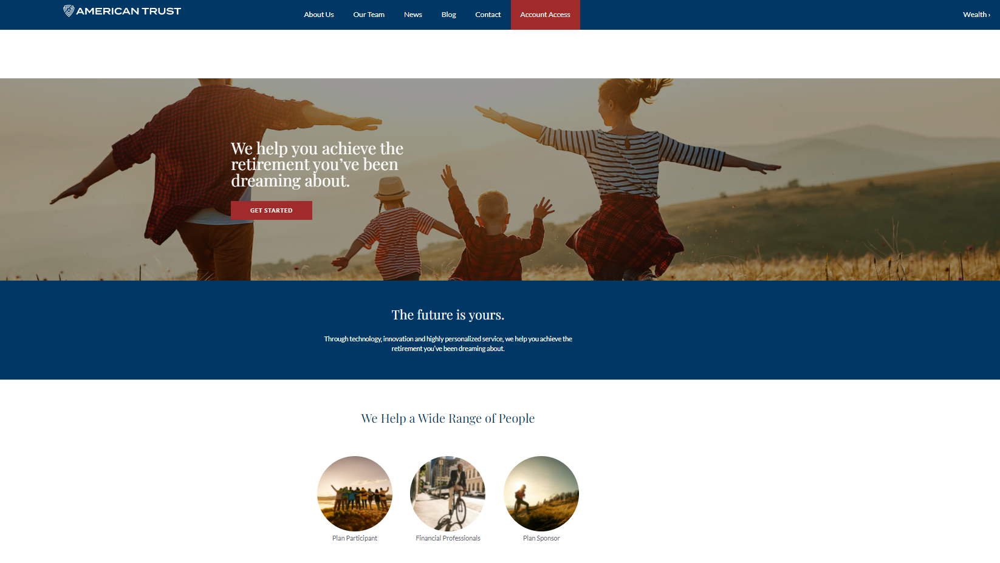 AMERICAN TRUST
About Us
Our Team
News
Blog
Contact
Account Access
Wealth ›
We help you achieve the
retirement you’ve been
dreaming about.
GET STARTED
The future is yours.
Through technology, innovation and highly personalized service, we help you achieve the
retirement you’ve been dreaming about.
We Help a Wide Range of People
Plan Participant
Financial Professionals
Plan Sponsor